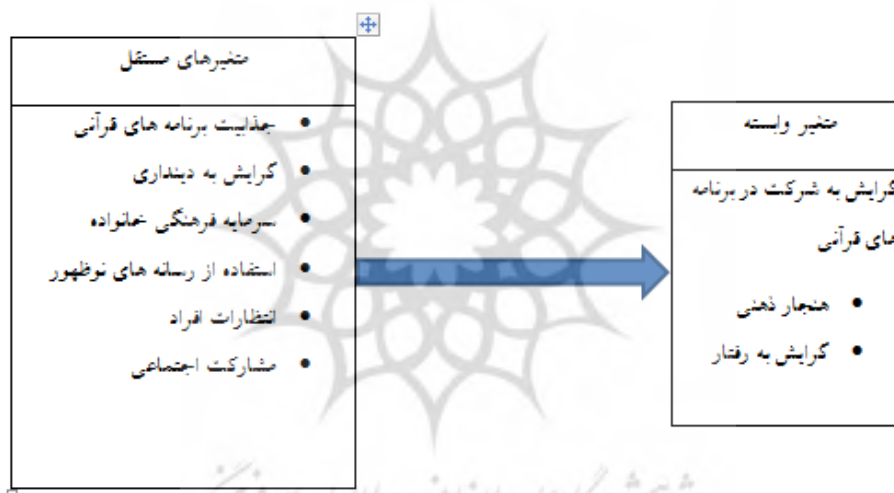 متغیرهای مستقل
جذابیت برنامه های قرآنی
گرایش به دینداری
سرمایه فرهنگی خانواده
استفاده از رسانه های نوظهور
انتظارات افراد
مشارکت اجتماعی
متغیر وابسته
گرایش به شرکت در برنامه
های قرآنی
هنجار ذهنی
گرایش به رفتار